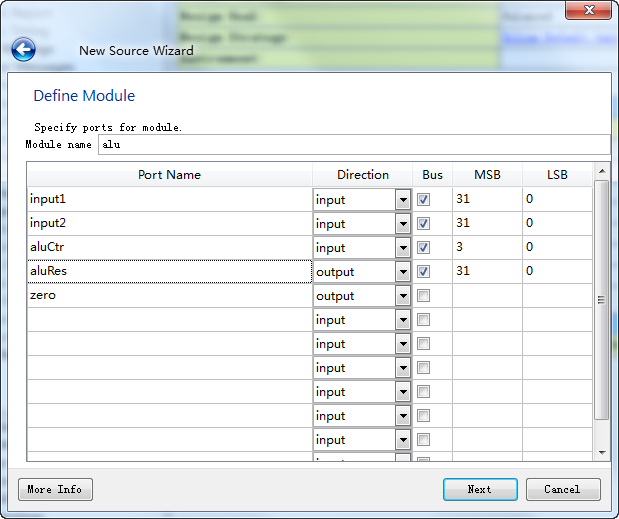 New Source Wizard
Define Module
Specify ports for module.
Module name alu
Port Name Direction Bus MSB LSB
input1 input 31 0
input2 input 31 0
aluCtr input 3 0
aluRes output 31 0
zero output
input
input
input
input
input
input
More Info Next Cancel